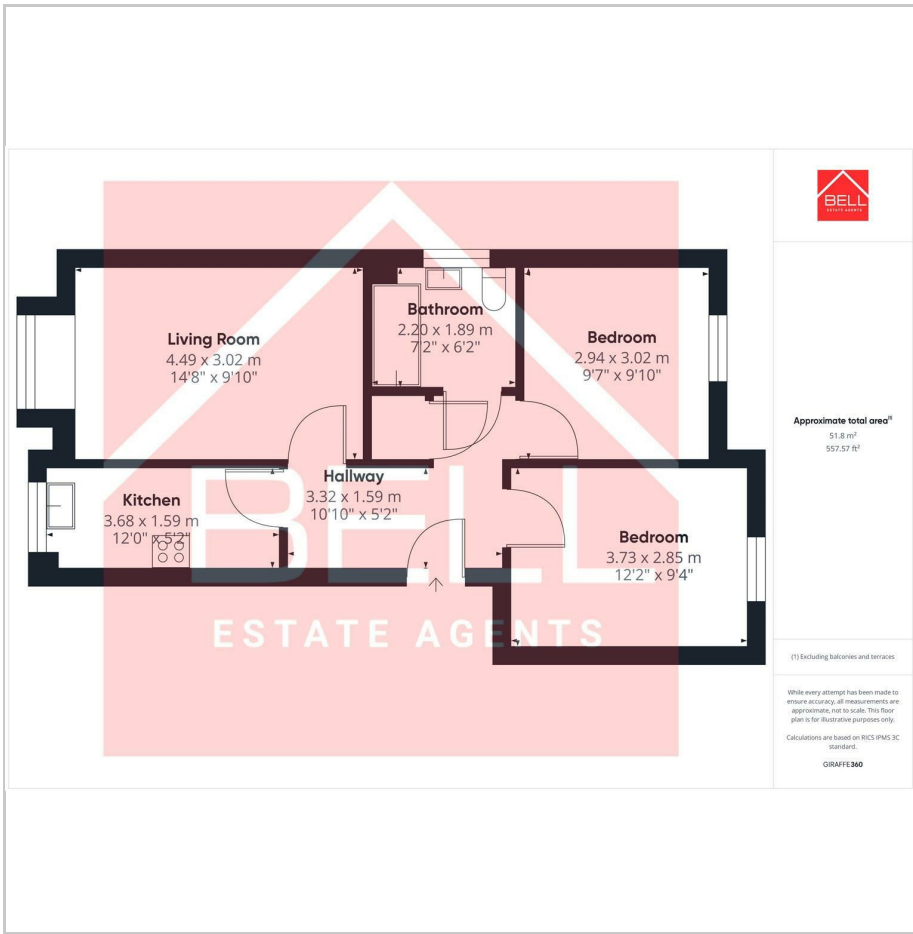 Living Room
4.49 x 3.02 m
14'8" x 9'10"
Bathroom
2.20 x 1.89 m
7'2" x 6'2"
Bedroom
2.94 x 3.02 m
9'7" x 9'10"
Kitchen
3.68 x 1.59 m
12'0" x 5'2"
Hallway
3.32 x 1.59 m
10'10" x 5'2"
Bedroom
3.73 x 2.85 m
12'2" x 9'4"
BELL
ESTATE AGENTS
BELL
ESTATE AGENTS
Approximate total area⁽¹⁾
51.8 m²
557.57 ft²
(1) Excluding balconies and terraces
While every attempt has been made to
ensure accuracy, all measurements are
approximate, not to scale. This floor
plan is for illustrative purposes only.
Calculations are based on RICS IPMS 3C
standard.
GIRAFFE360